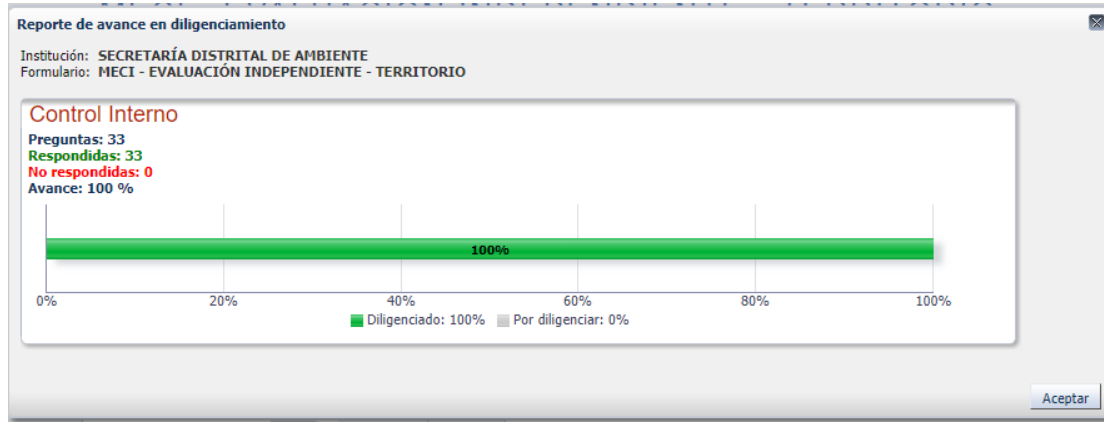 Reporte de avance en diligenciamiento
Institución: SECRETARÍA DISTRITAL DE AMBIENTE
Formulario: MECI - EVALUACIÓN INDEPENDIENTE - TERRITORIO
Control Interno
Preguntas: 33
Respondidas: 33
No respondidas: 0
Avance: 100 %
100%
0% 20% 40% 60% 80% 100%
Diligenciado: 100% Por diligenciar: 0%
Aceptar